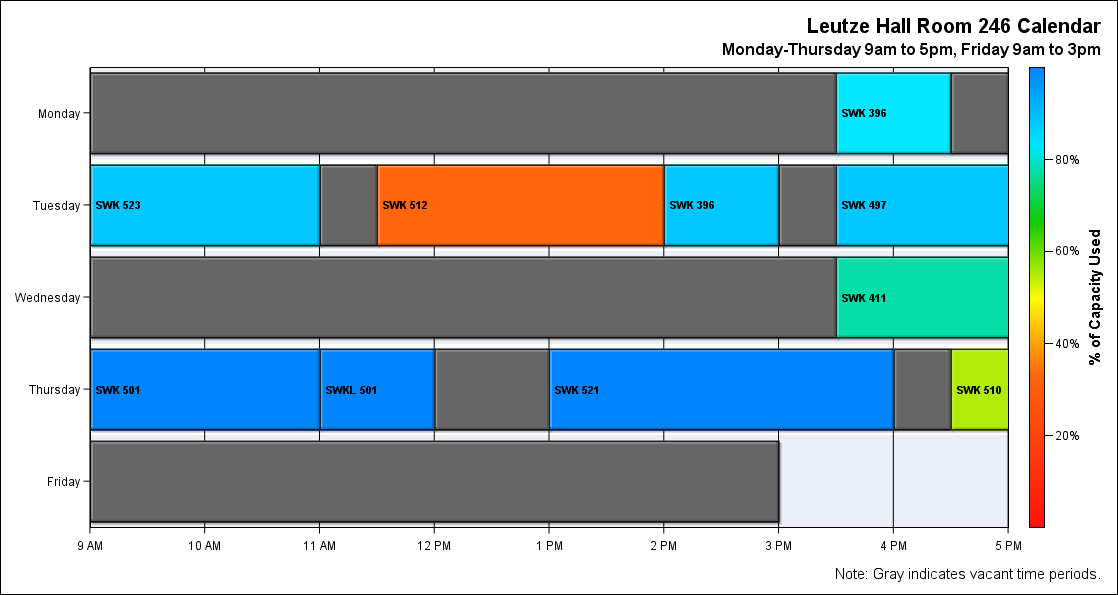 Leutze Hall Room 246 Calendar
Monday-Thursday 9am to 5pm, Friday 9am to 3pm
Monday
SWK 396
Tuesday
SWK 523
SWK 512
SWK 396
SWK 497
Wednesday
SWK 411
Thursday
SWK 501
SWKL 501
SWK 521
SWK 510
Friday
9 AM
10 AM
11 AM
12 PM
1 PM
2 PM
3 PM
4 PM
5 PM
80%
60%
40%
20%
% of Capacity Used
Note: Gray indicates vacant time periods.